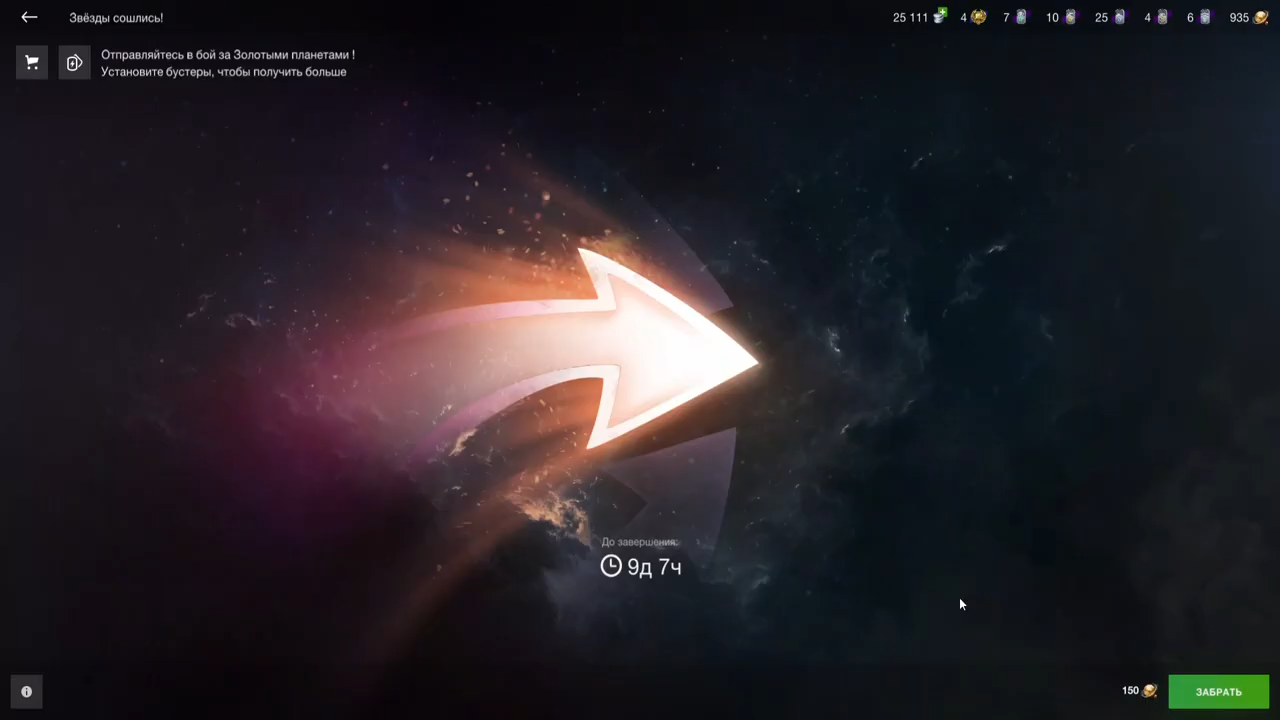 Звёзды сошлись!
25 111 4 7 10 25 4 6 935
Отправляйтесь в бой за Золотыми планетами !
Установите бустеры, чтобы получить больше
До завершения:
9д 7ч
150 ЗАБРАТЬ